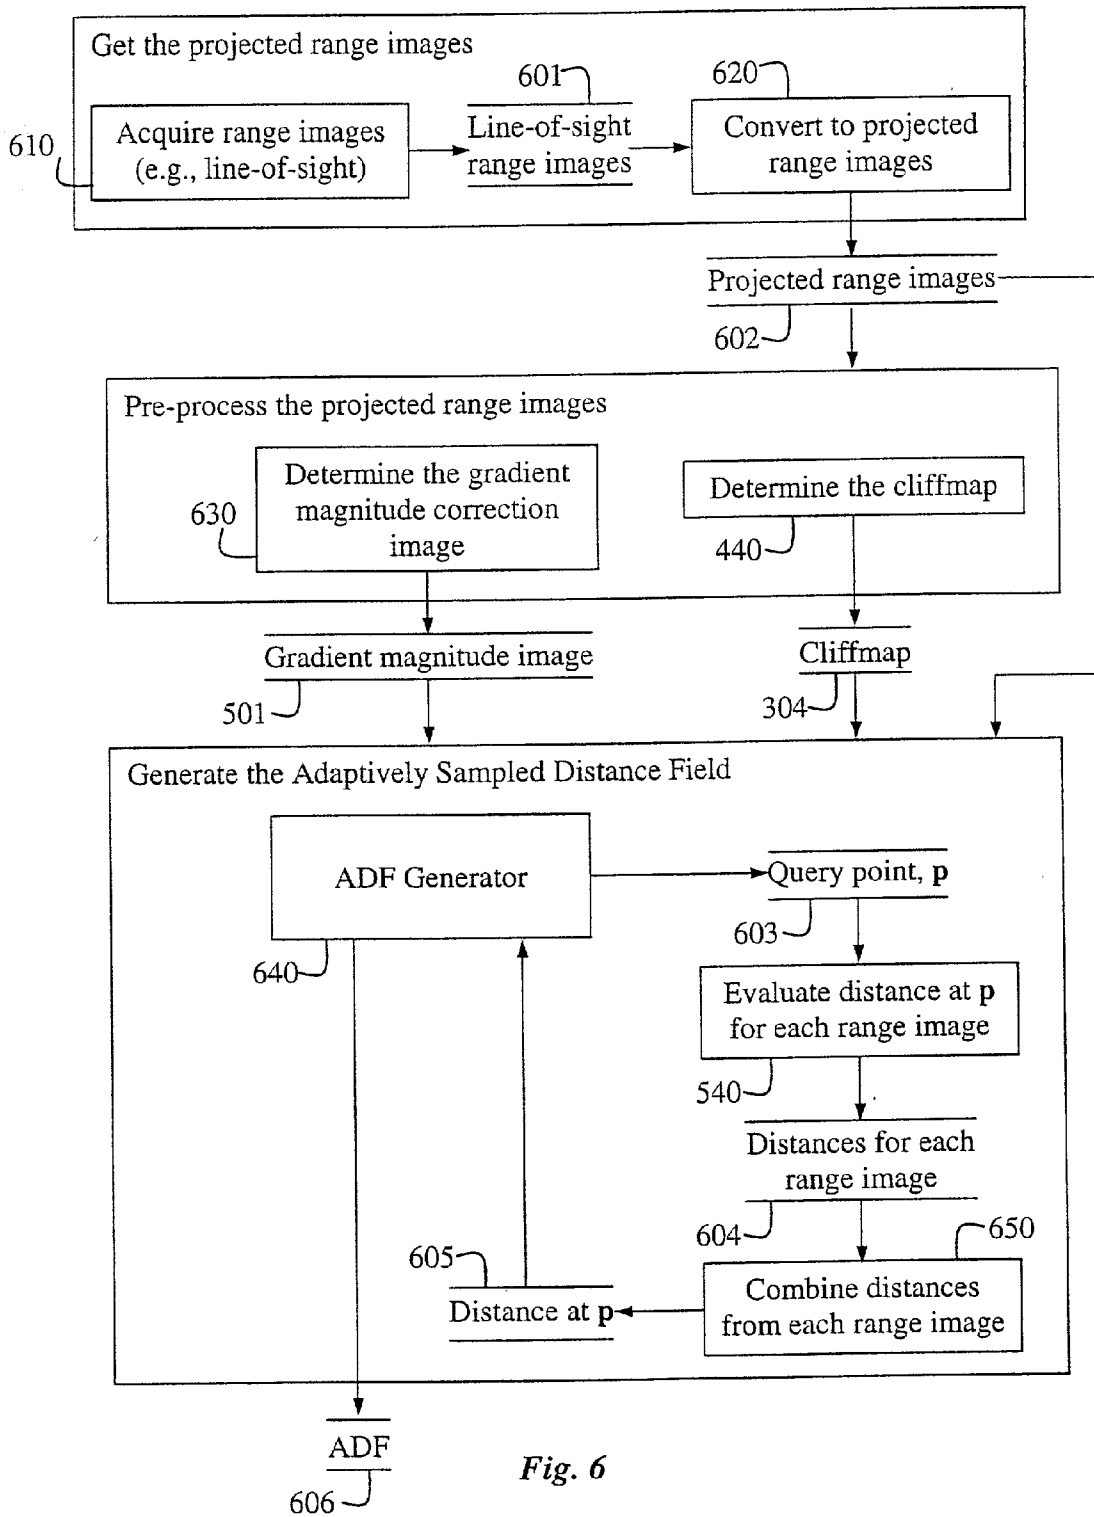 Get the projected range images
601
620
610
Acquire range images
(e.g., line-of-sight)
Line-of-sight
range images
Convert to projected
range images
Projected range images
602
Pre-process the projected range images
630
Determine the gradient
magnitude correction
image
Determine the cliffmap
440
Gradient magnitude image
501
Cliffmap
304
Generate the Adaptively Sampled Distance Field
ADF Generator
640
Query point, p
603
Evaluate distance at p
for each range image
540
Distances for each
range image
604
650
605
Distance at p
Combine distances
from each range image
ADF
606
Fig. 6